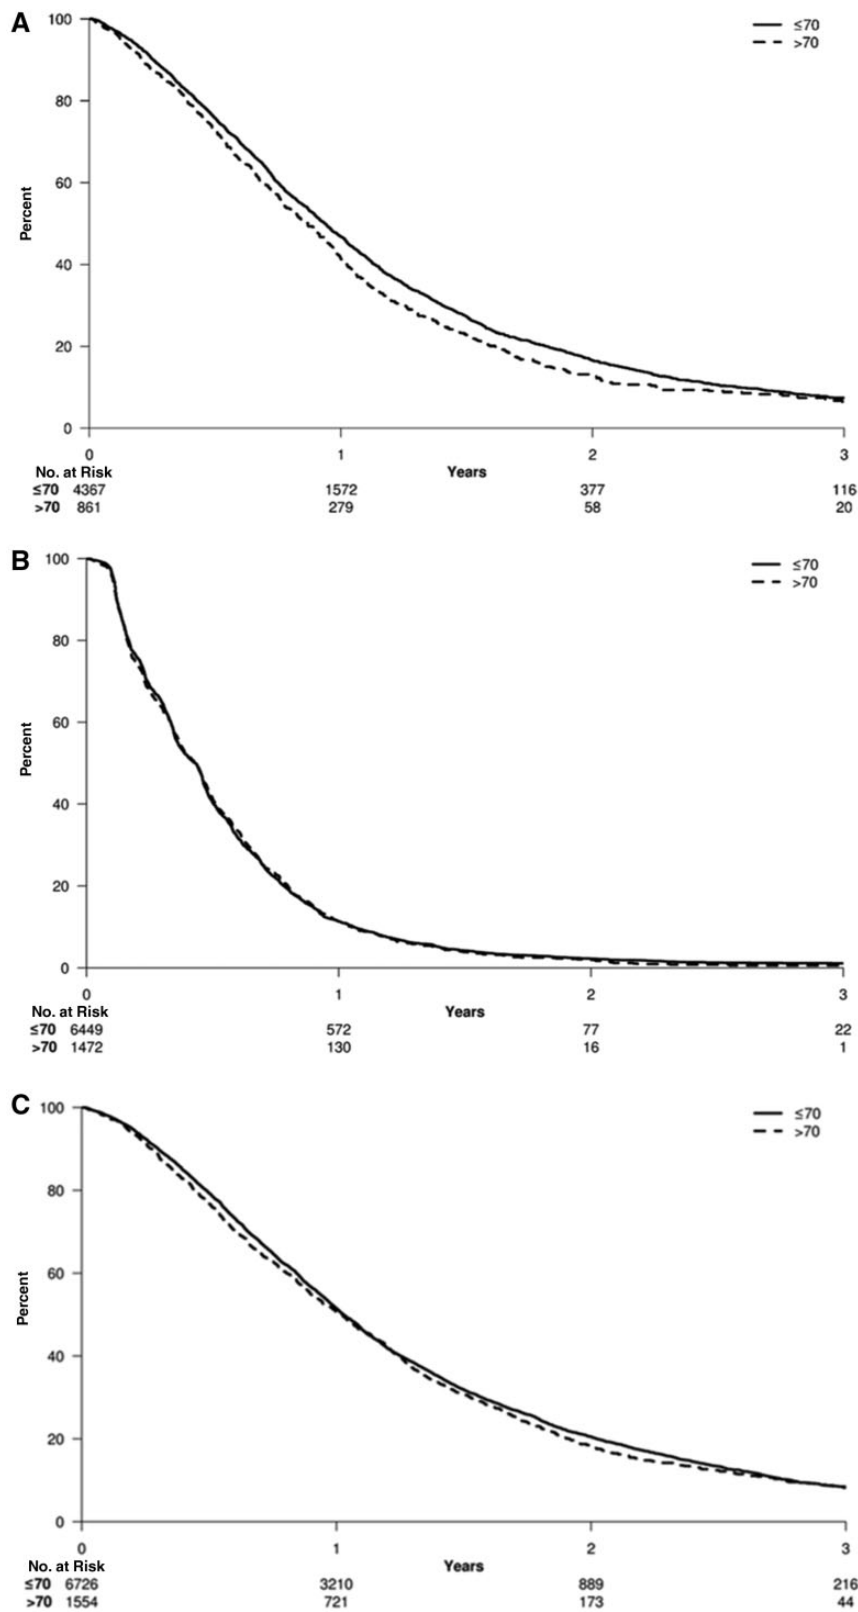 A
100
80
60
40
20
0
Percent
≤70
>70
0 1 2 3
No. at Risk Years
≤70 4367 1572 377 116
>70 861 279 58 20
B
100
80
60
40
20
0
Percent
≤70
>70
0 1 2 3
No. at Risk Years
≤70 6449 572 77 22
>70 1472 130 16 1
C
100
80
60
40
20
0
Percent
≤70
>70
0 1 2 3
No. at Risk Years
≤70 6726 3210 889 216
>70 1554 721 173 44